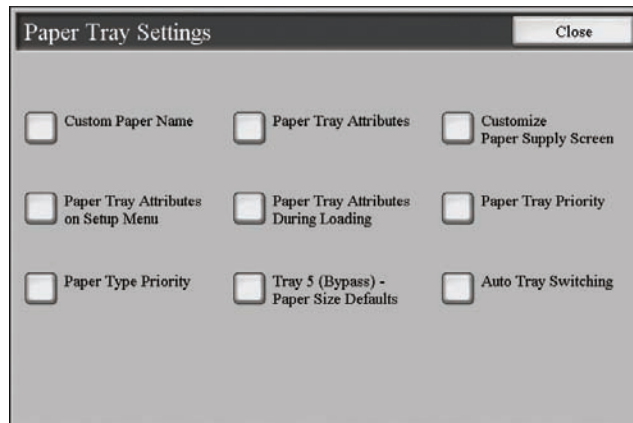 Paper Tray Settings
Close
Custom Paper Name
Paper Tray Attributes
Customize
Paper Supply Screen
Paper Tray Attributes
on Setup Menu
Paper Tray Attributes
During Loading
Paper Tray Priority
Paper Type Priority
Tray 5 (Bypass) -
Paper Size Defaults
Auto Tray Switching